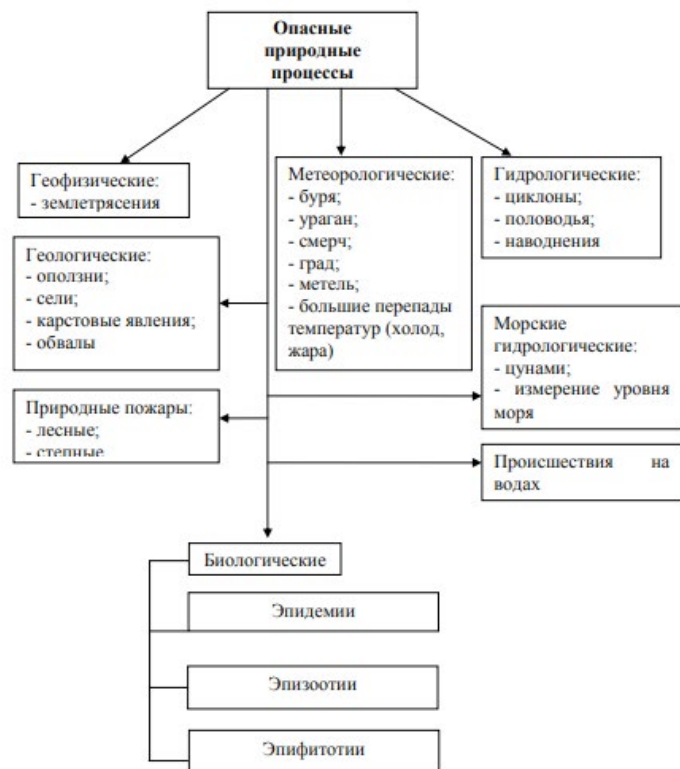 Опасные
природные
процессы
Геофизические:
- землетрясения
Метеорологические:
- буря;
- ураган;
- смерч;
- град;
- метель;
- большие перепады
температур (холод,
жара)
Гидрологические:
- циклоны;
- половодья;
- наводнения
Геологические:
- оползни;
- сели;
- карстовые явления;
- обвалы
Морские
гидрологические:
- цунами;
- измерение уровня
моря
Природные пожары:
- лесные;
- степные
Происшествия на
водах
Биологические
Эпидемии
Эпизоотии
Эпифитотии